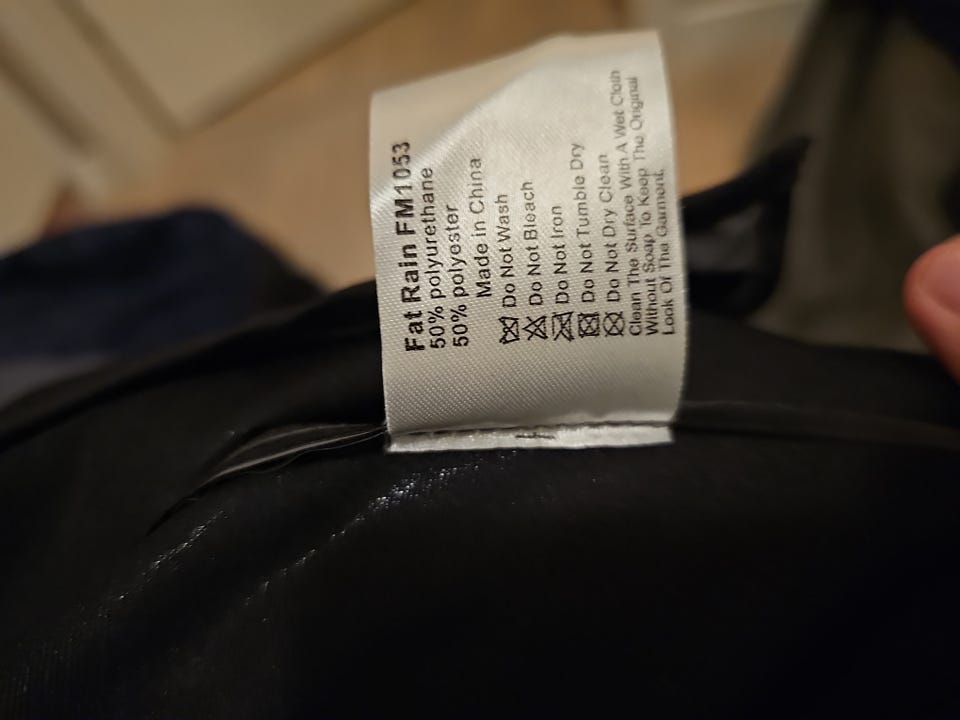 Fat Rain FM1053
50% polyurethane
50% polyester
Made in China
Do Not Wash
Do Not Bleach
Do Not Iron
Do Not Tumble Dry
Do Not Dry Clean
Clean The Surface With A Wet Cloth
Without Soap To Keep The Original
Look Of The Garment.